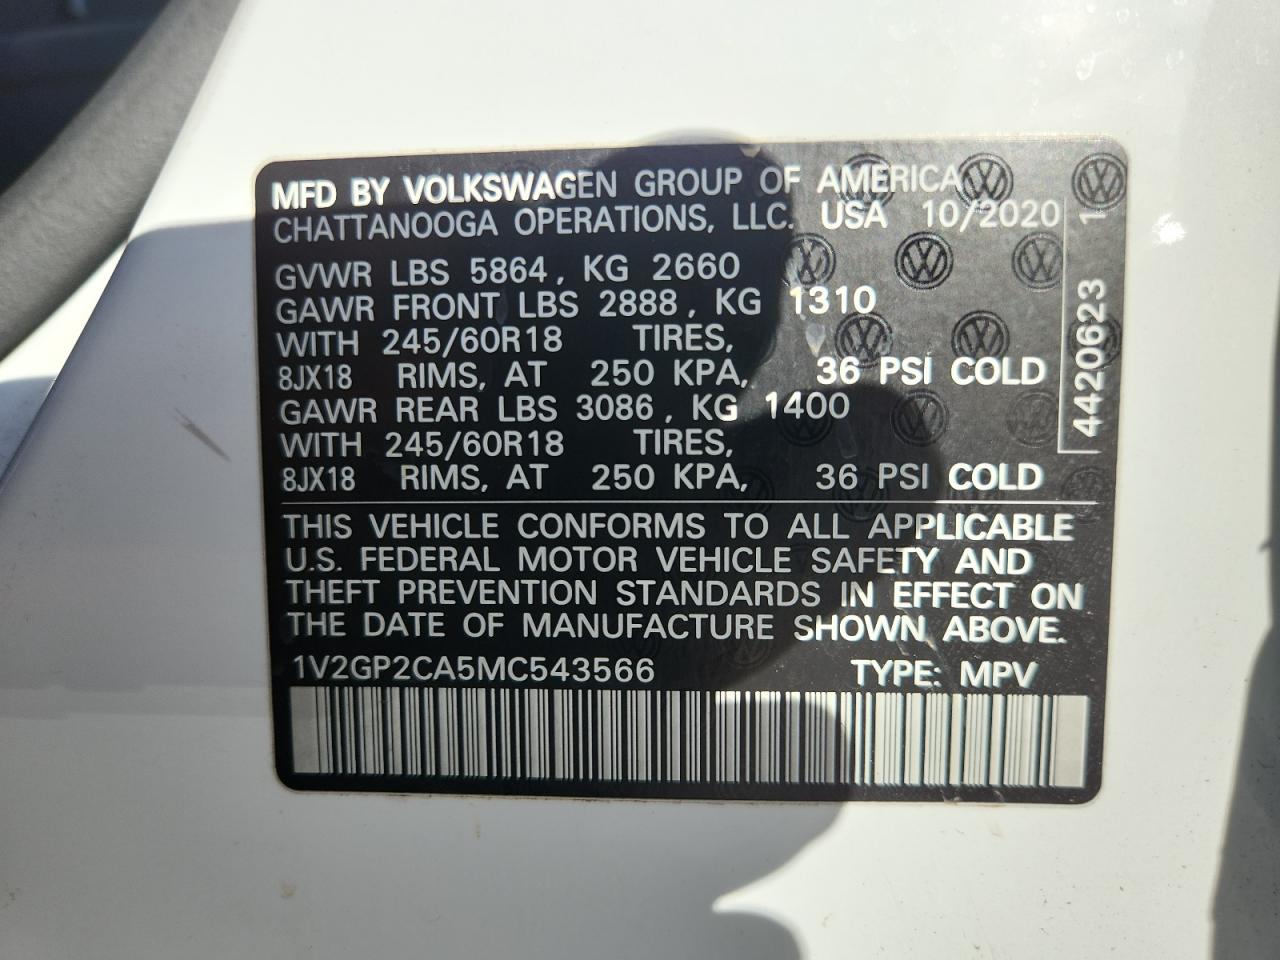 MFD BY VOLKSWAGEN GROUP OF AMERICA
CHATTANOOGA OPERATIONS, LLC. USA 10/2020
GVWR LBS 5864, KG 2660
GAWR FRONT LBS 2888, KG 1310
WITH 245/60R18 TIRES,
8JX18 RIMS, AT 250 KPA, 36 PSI COLD
GAWR REAR LBS 3086, KG 1400
WITH 245/60R18 TIRES,
8JX18 RIMS, AT 250 KPA, 36 PSI COLD
4420623 1
THIS VEHICLE CONFORMS TO ALL APPLICABLE
U.S. FEDERAL MOTOR VEHICLE SAFETY AND
THEFT PREVENTION STANDARDS IN EFFECT ON
THE DATE OF MANUFACTURE SHOWN ABOVE.
1V2GP2CA5MC543566 TYPE: MPV